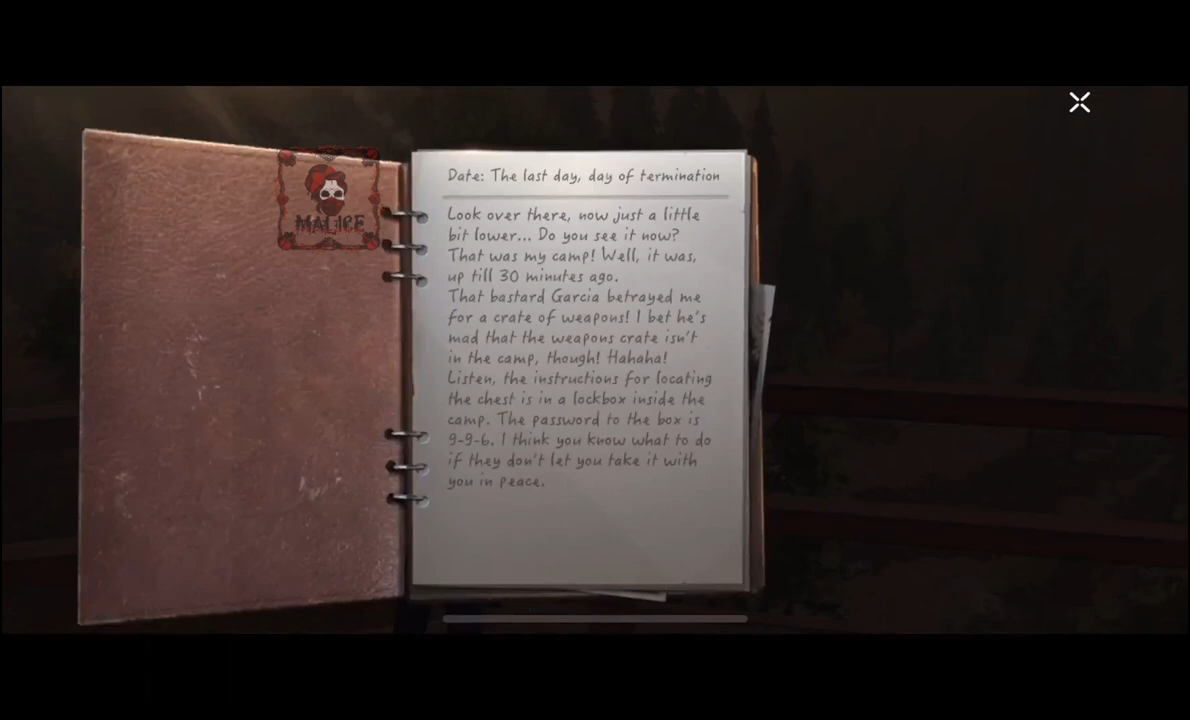 MALICE
Date: The last day, day of termination
Look over there, now just a little
bit lower... Do you see it now?
That was my camp! Well, it was,
up till 30 minutes ago.
That bastard Garcia betrayed me
for a crate of weapons! I bet he's
mad that the weapons crate isn't
in the camp, though! Hahaha!
Listen, the instructions for locating
the chest is in a lockbox inside the
camp. The password to the box is
9-9-6. I think you know what to do
if they don't let you take it with
you in peace.